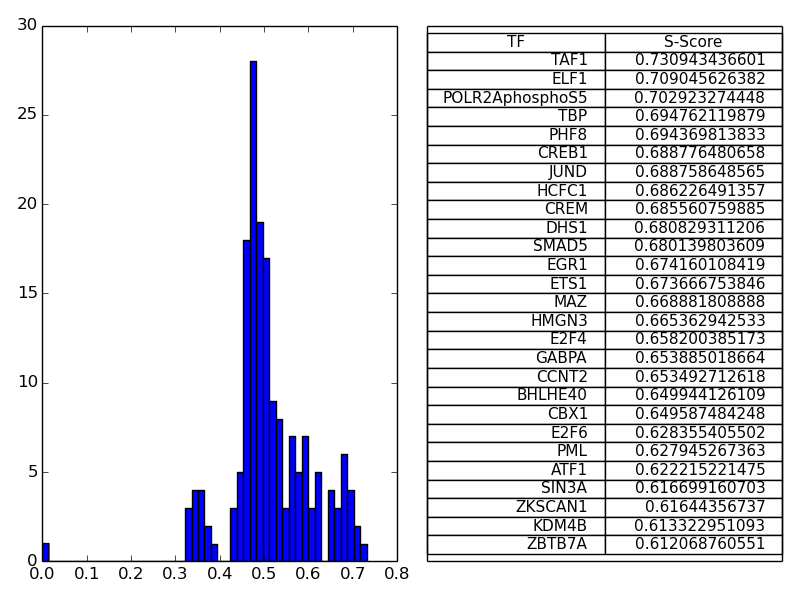 30
25
20
15
10
5
0
0.0 0.1 0.2 0.3 0.4 0.5 0.6 0.7 0.8
TF S-Score
TAF1 0.730943436601
ELF1 0.709045626382
POLR2AphosphoS5 0.702923274448
TBP 0.694762119879
PHF8 0.694369813833
CREB1 0.688776480658
JUND 0.688758648565
HCFC1 0.686226491357
CREM 0.685560759885
DHS1 0.680829311206
SMAD5 0.680139803609
EGR1 0.674160108419
ETS1 0.673666753846
MAZ 0.668881808888
HMGN3 0.665362942533
E2F4 0.658200385173
GABPA 0.653885018664
CCNT2 0.653492712618
BHLHE40 0.649944126109
CBX1 0.649587484248
E2F6 0.628355405502
PML 0.627945267363
ATF1 0.622215221475
SIN3A 0.616699160703
ZKSCAN1 0.61644356737
KDM4B 0.613322951093
ZBTB7A 0.612068760551